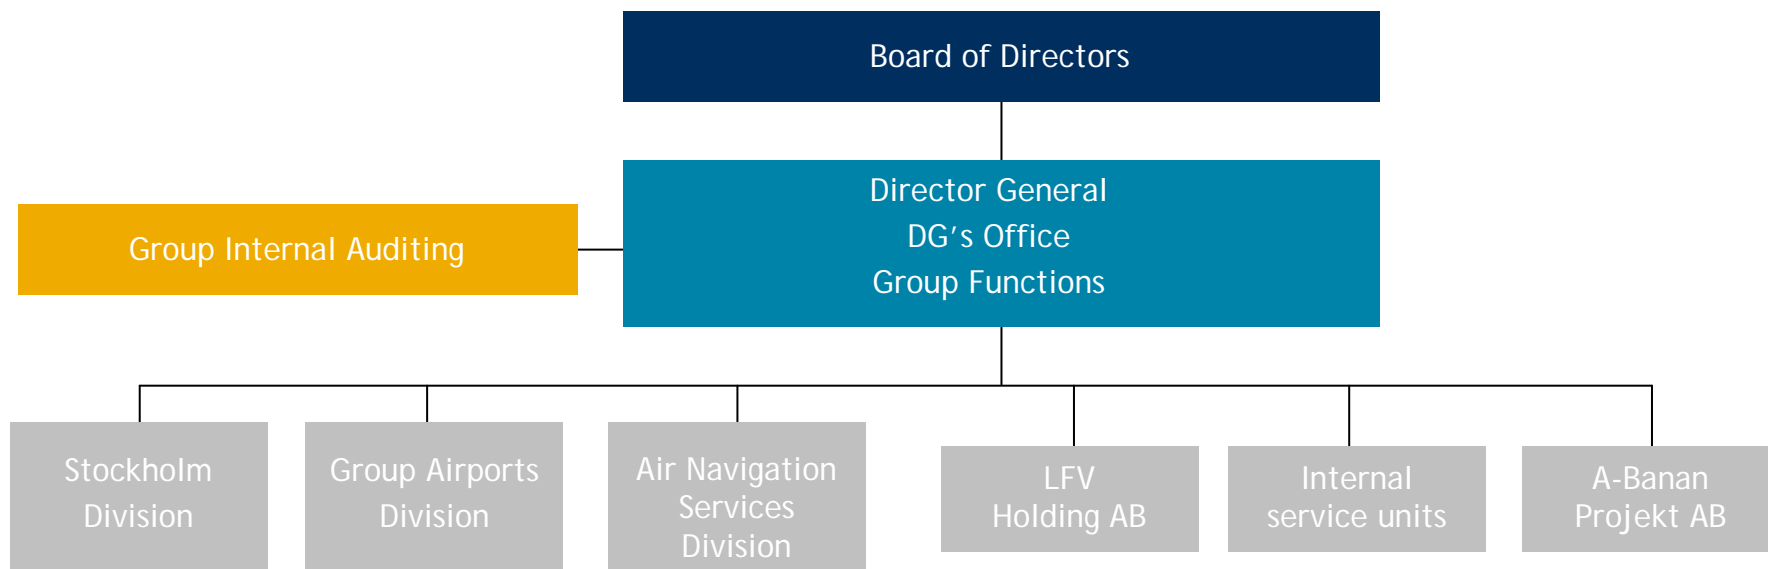 Board of Directors
Director General
DG's Office
Group Functions
Group Internal Auditing
Stockholm
Division
Group Airports
Division
Air Navigation
Services
Division
LFV
Holding AB
Internal
service units
A-Banan
Projekt AB